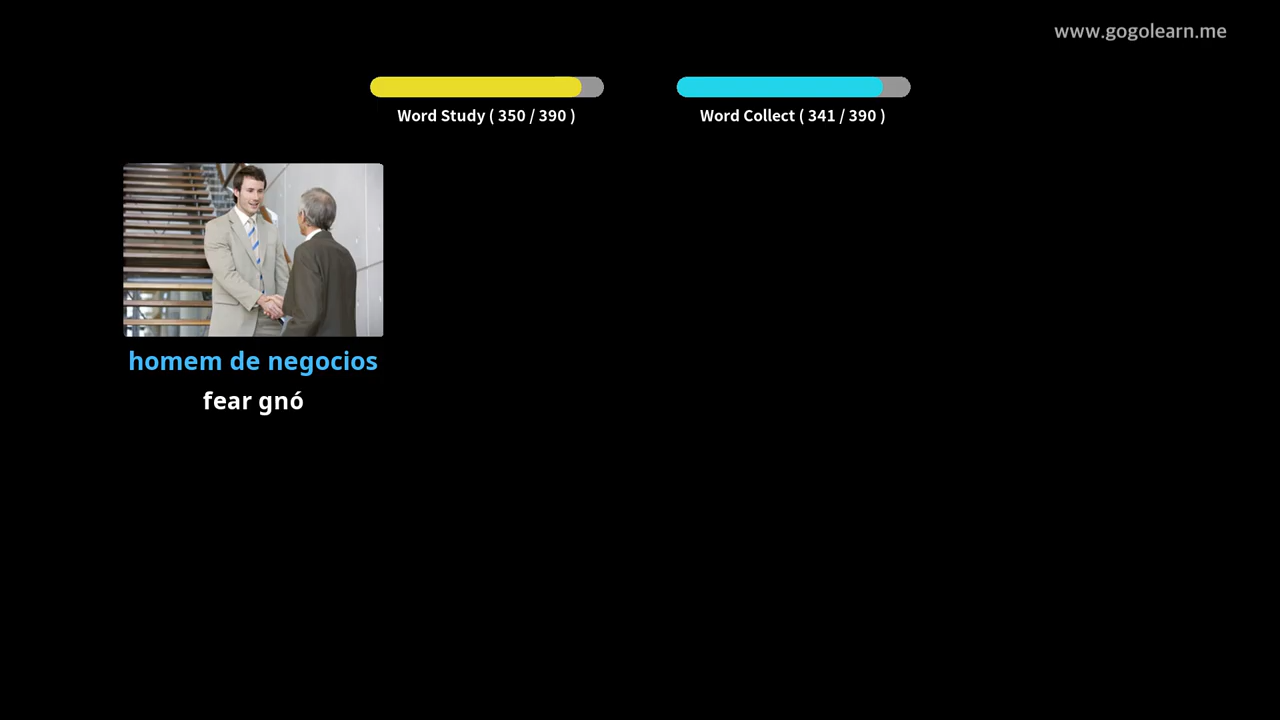 www.gogolearn.me
Word Study ( 350 / 390 )
Word Collect ( 341 / 390 )
homem de negocios
fear gnó